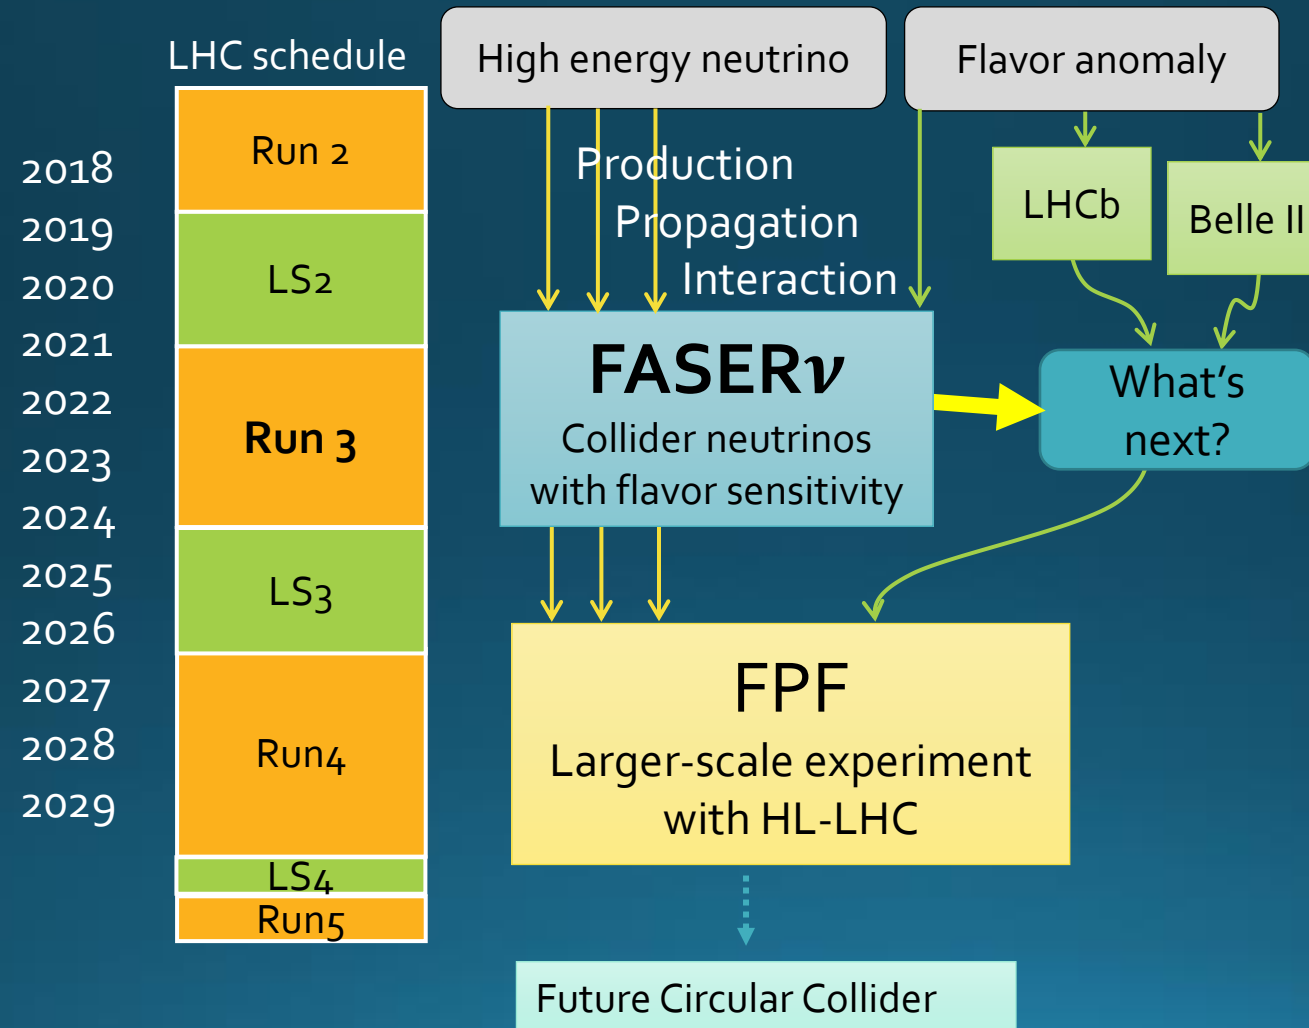 LHC schedule
High energy neutrino
Flavor anomaly
2018
2019
2020
2021
2022
2023
2024
2025
2026
2027
2028
2029
Run 2
LS2
Run 3
LS3
Run4
LS4
Run5
Production
Propagation
Interaction
LHCb
Belle II
FASERν
Collider neutrinos
with flavor sensitivity
What's
next?
FPF
Larger-scale experiment
with HL-LHC
Future Circular Collider